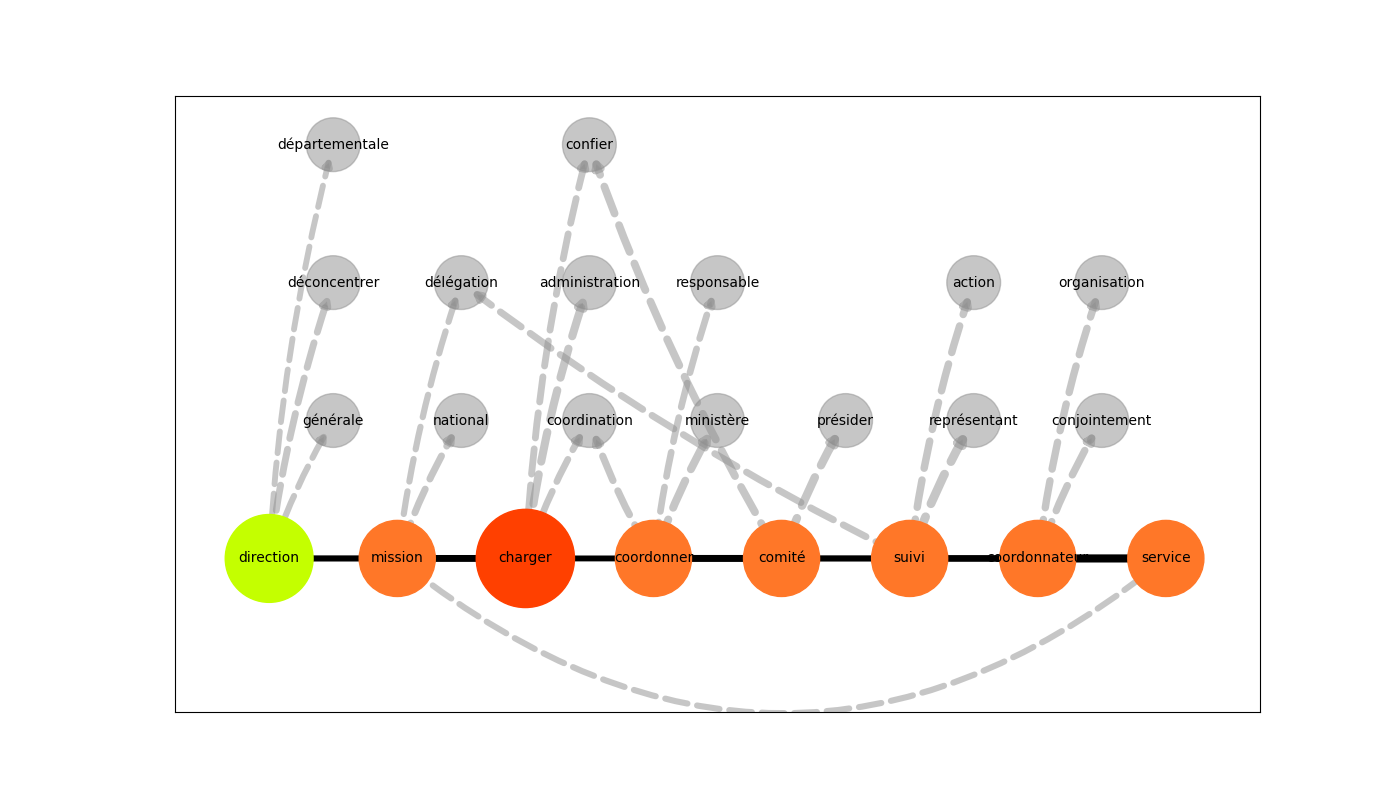 départementale confier
déconcentrer délégation administration responsable action organisation
générale national coordination ministère présider représentant conjointement
direction mission charger coordonner comité suivi coordonnateur service